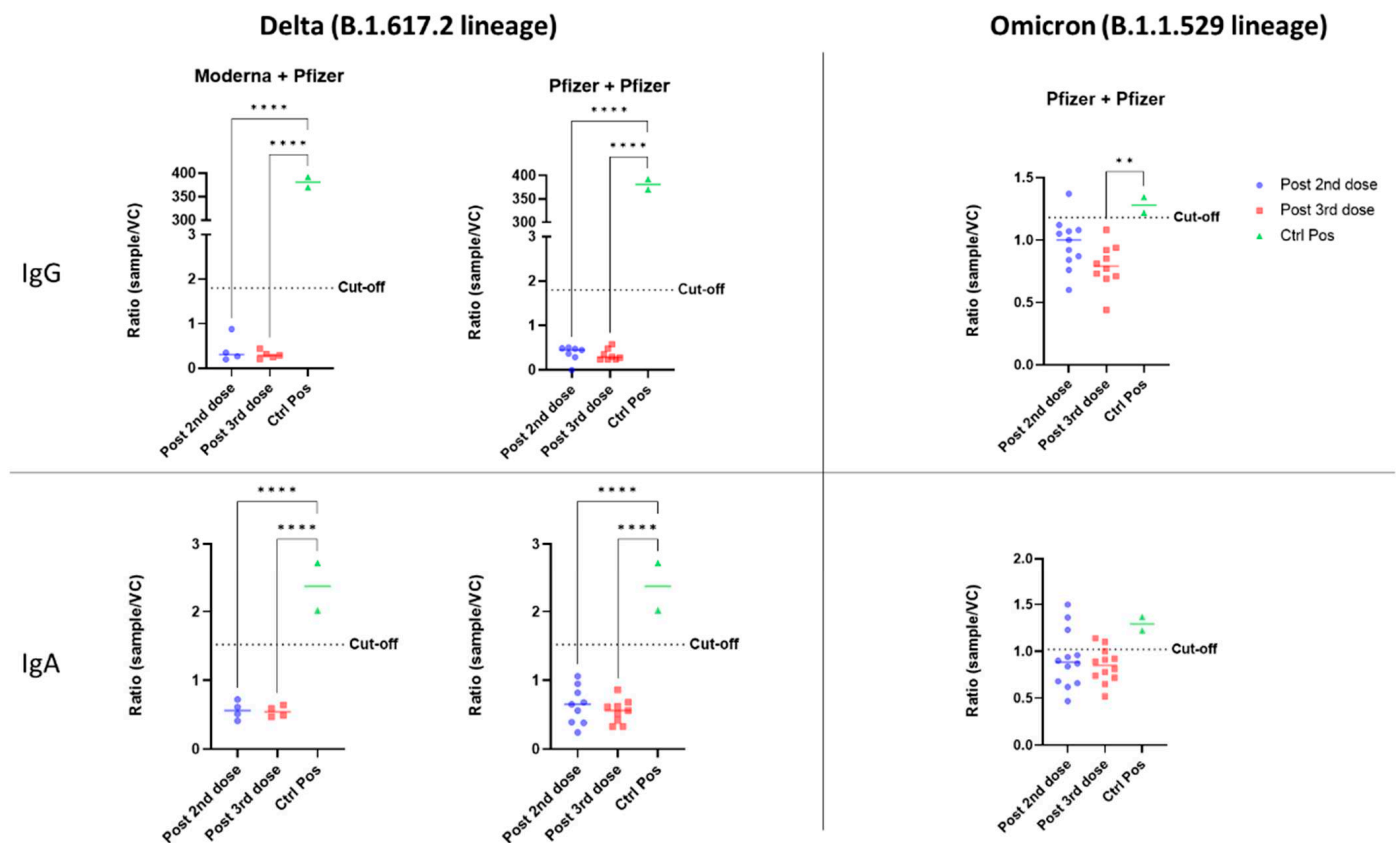 Delta (B.1.617.2 lineage)
Omicron (B.1.1.529 lineage)
Moderna + Pfizer
Pfizer + Pfizer
Pfizer + Pfizer
IgG
Ratio (sample/VC)
400
350
300
3
2
1
0
****
****
Cut-off
Post 2nd dose
Post 3rd dose
Ctrl Pos
Ratio (sample/VC)
400
350
300
3
2
1
0
****
****
Cut-off
Post 2nd dose
Post 3rd dose
Ctrl Pos
Ratio (sample/VC)
1.5
1.0
0.5
0.0
**
Cut-off
Post 2nd dose
Post 3rd dose
Ctrl Pos
Post 2nd dose
Post 3rd dose
Ctrl Pos
IgA
Ratio (sample/VC)
3
2
1
0
****
****
Cut-off
Post 2nd dose
Post 3rd dose
Ctrl Pos
Ratio (sample/VC)
3
2
1
0
****
****
Cut-off
Post 2nd dose
Post 3rd dose
Ctrl Pos
Ratio (sample/VC)
2.0
1.5
1.0
0.5
0.0
Cut-off
Post 2nd dose
Post 3rd dose
Ctrl Pos